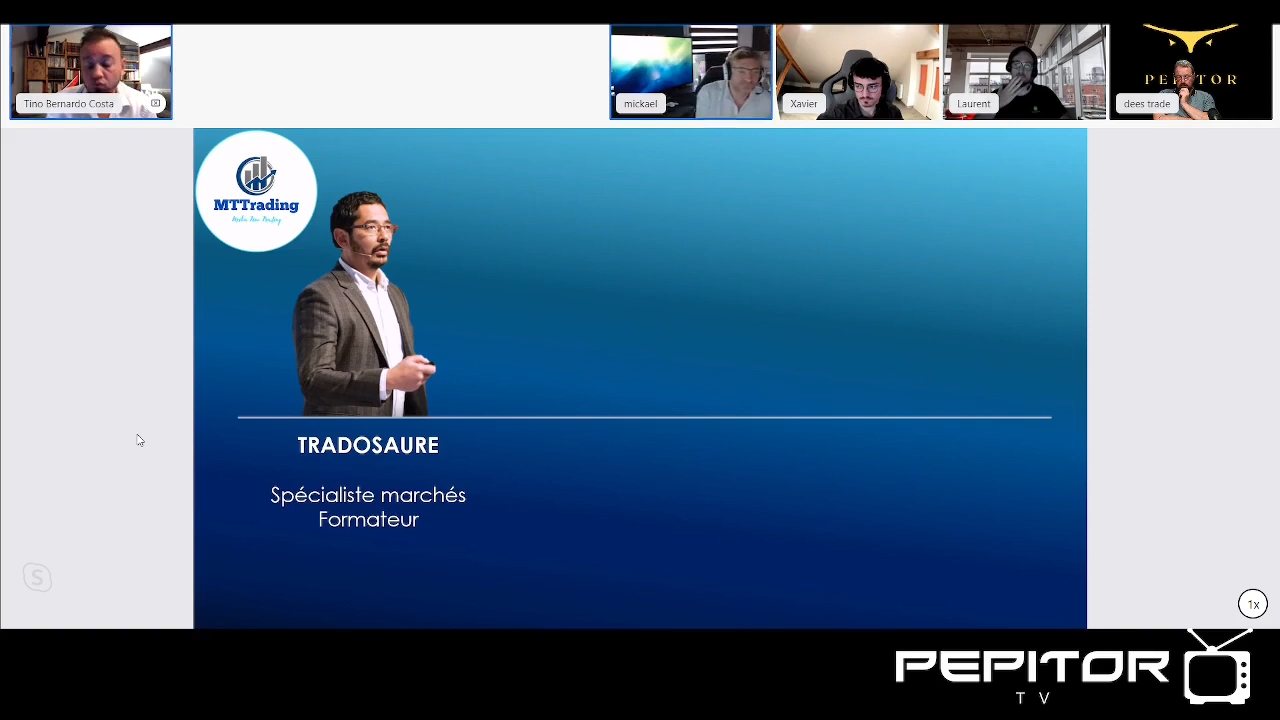 Tino Bernardo Costa
mickael
Xavier
Laurent
PEPITOR
dees trade
MTTrading
TRADOSAURE
Spécialiste marchés
Formateur
S
1x
PEPITOR
TV